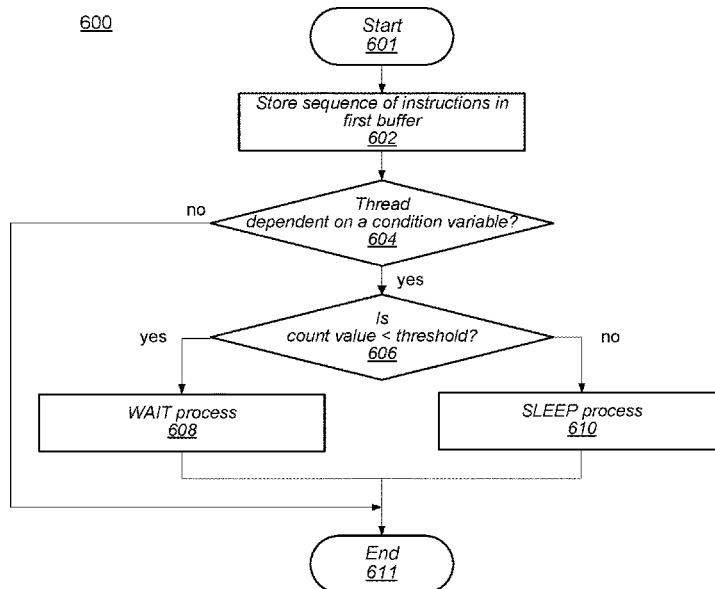 600
Start
601
Store sequence of instructions in
first buffer
602
no
Thread
dependent on a condition variable?
604
yes
Is
count value < threshold?
606
yes
no
WAIT process
608
SLEEP process
610
End
611